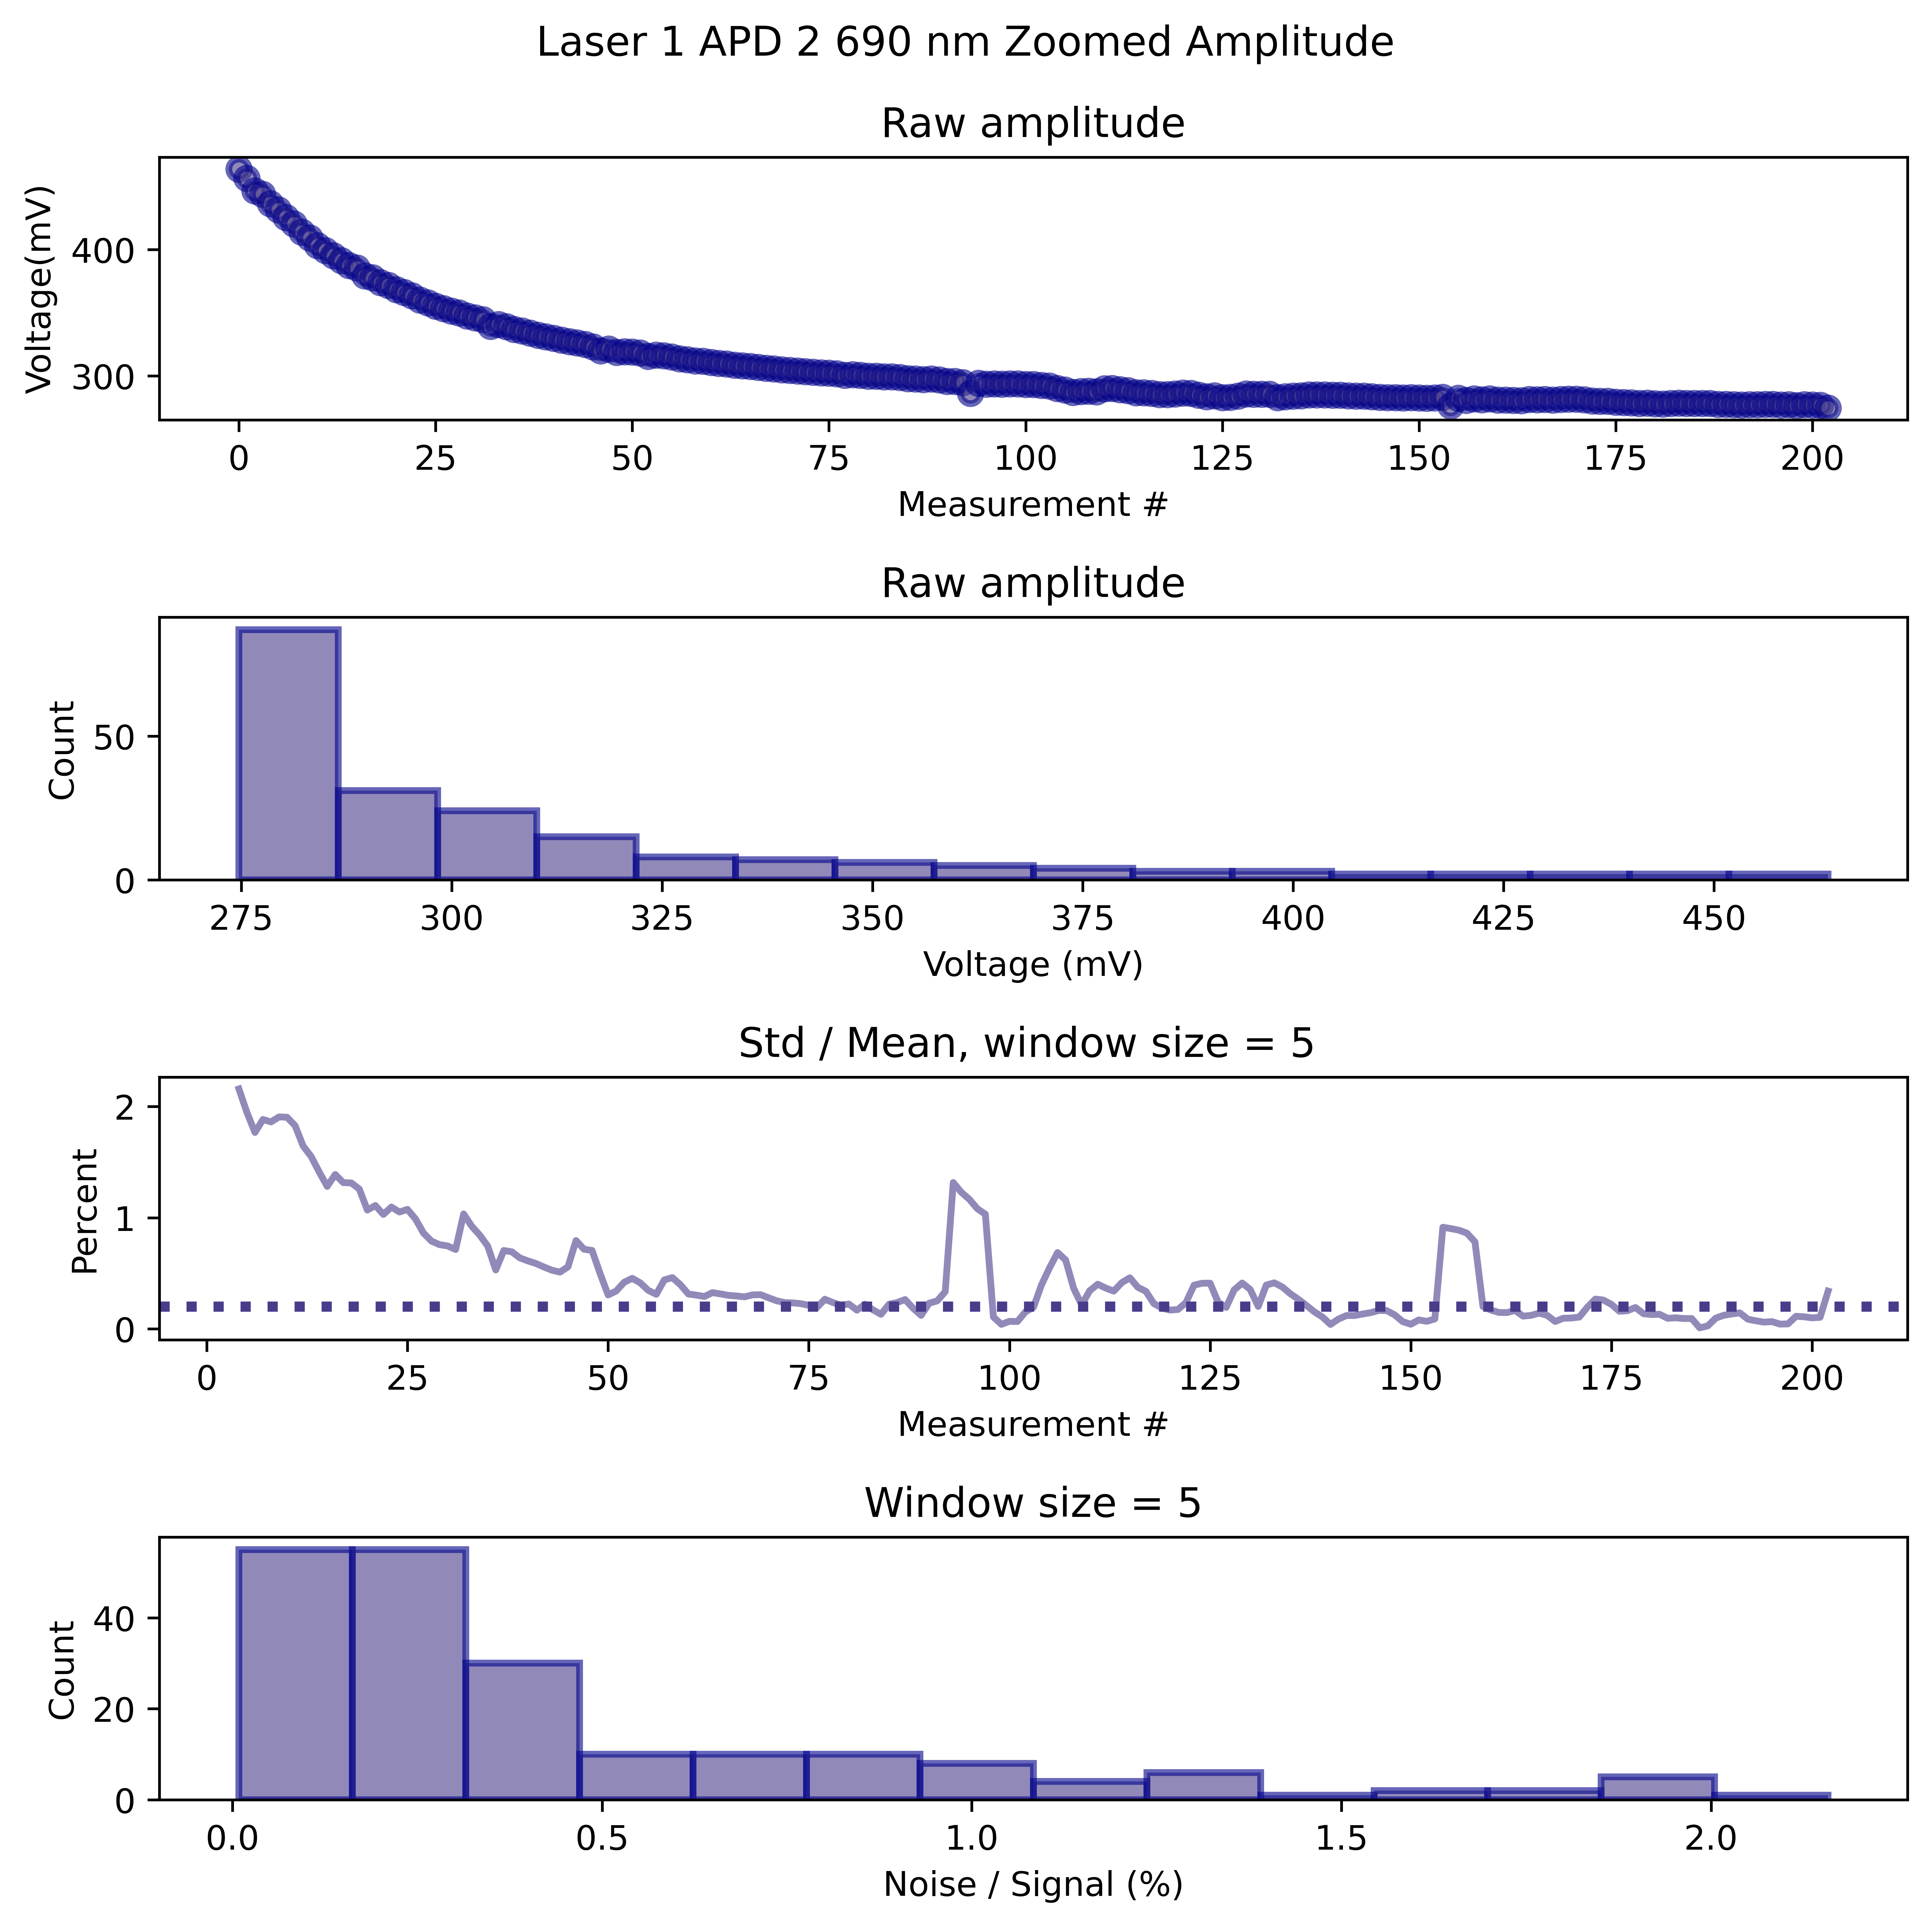 Laser 1 APD 2 690 nm Zoomed Amplitude
Raw amplitude
Voltage(mV)
400
300
0 25 50 75 100 125 150 175 200
Measurement #
Raw amplitude
Count
50
0
275 300 325 350 375 400 425 450
Voltage (mV)
Std / Mean, window size = 5
Percent
2
1
0
0 25 50 75 100 125 150 175 200
Measurement #
Window size = 5
Count
40
20
0
0.0 0.5 1.0 1.5 2.0
Noise / Signal (%)